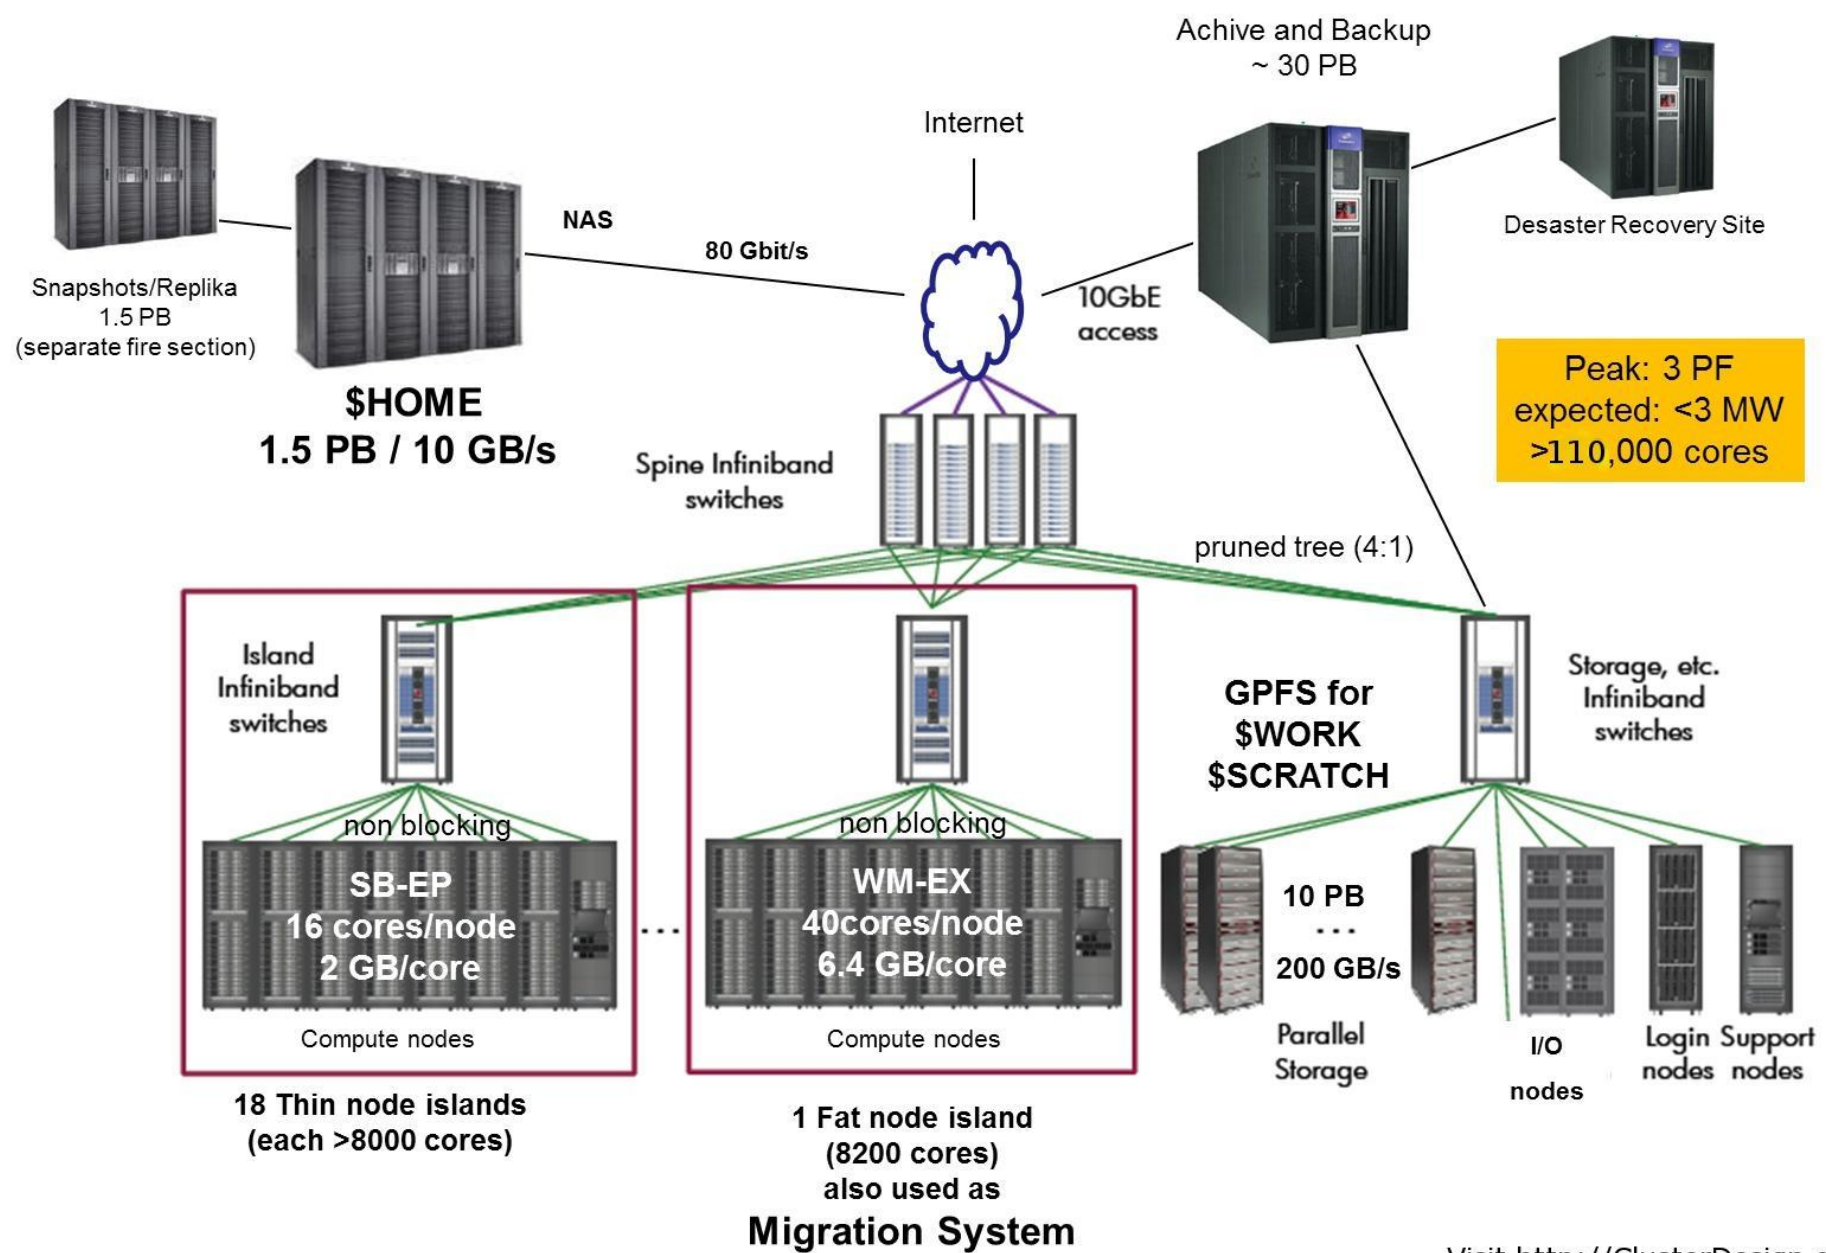 Achive and Backup
~ 30 PB
Internet
NAS
80 Gbit/s
Desaster Recovery Site
Snapshots/Replika
1.5 PB
(separate fire section)
10GbE
access
$HOME
1.5 PB / 10 GB/s
Peak: 3 PF
expected: <3 MW
>110,000 cores
Spine Infiniband
switches
pruned tree (4:1)
Island
Infiniband
switches
GPFS for
$WORK
$SCRATCH
Storage, etc.
Infiniband
switches
non blocking
SB-EP
16 cores/node
2 GB/core
Compute nodes
...
non blocking
WM-EX
40cores/node
6.4 GB/core
Compute nodes
10 PB
...
200 GB/s
Parallel
Storage
I/O
nodes
Login
nodes
Support
nodes
18 Thin node islands
(each >8000 cores)
1 Fat node island
(8200 cores)
also used as
Migration System